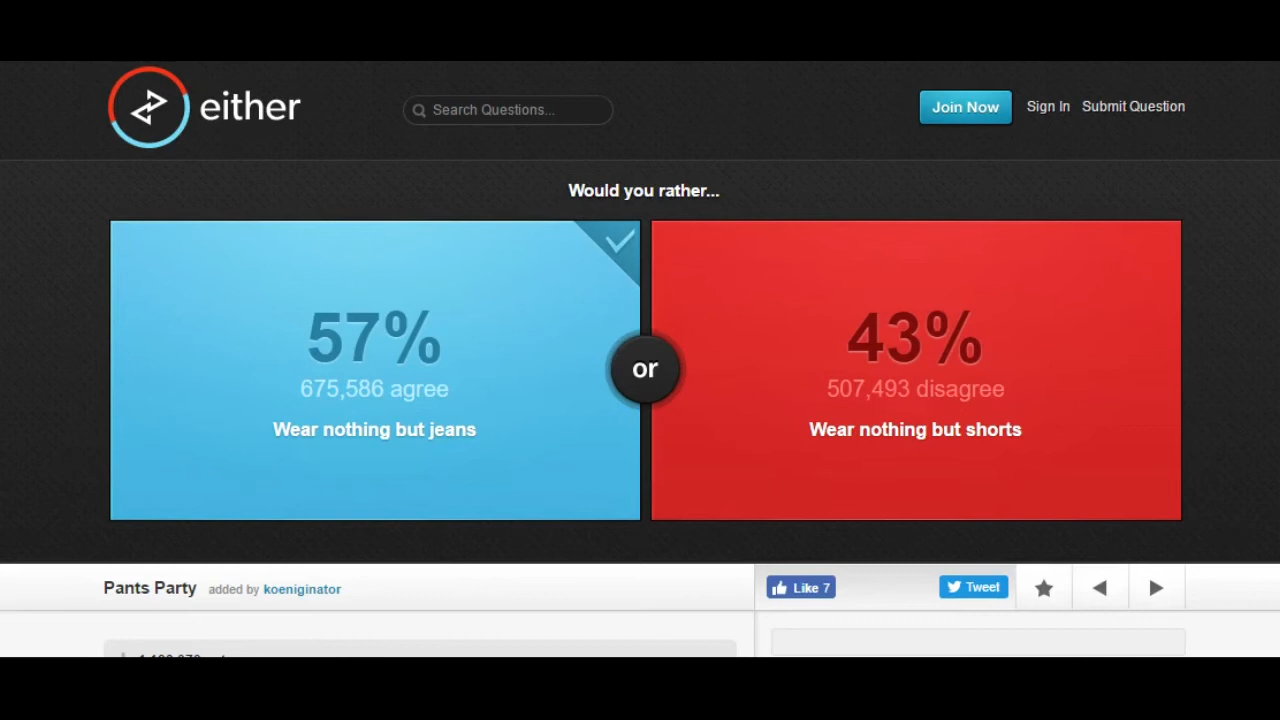 either
Search Questions...
Join Now
Sign In
Submit Question
Would you rather...
57%
675,586 agree
Wear nothing but jeans
or
43%
507,493 disagree
Wear nothing but shorts
Pants Party added by koeniginator
Like 7
Tweet